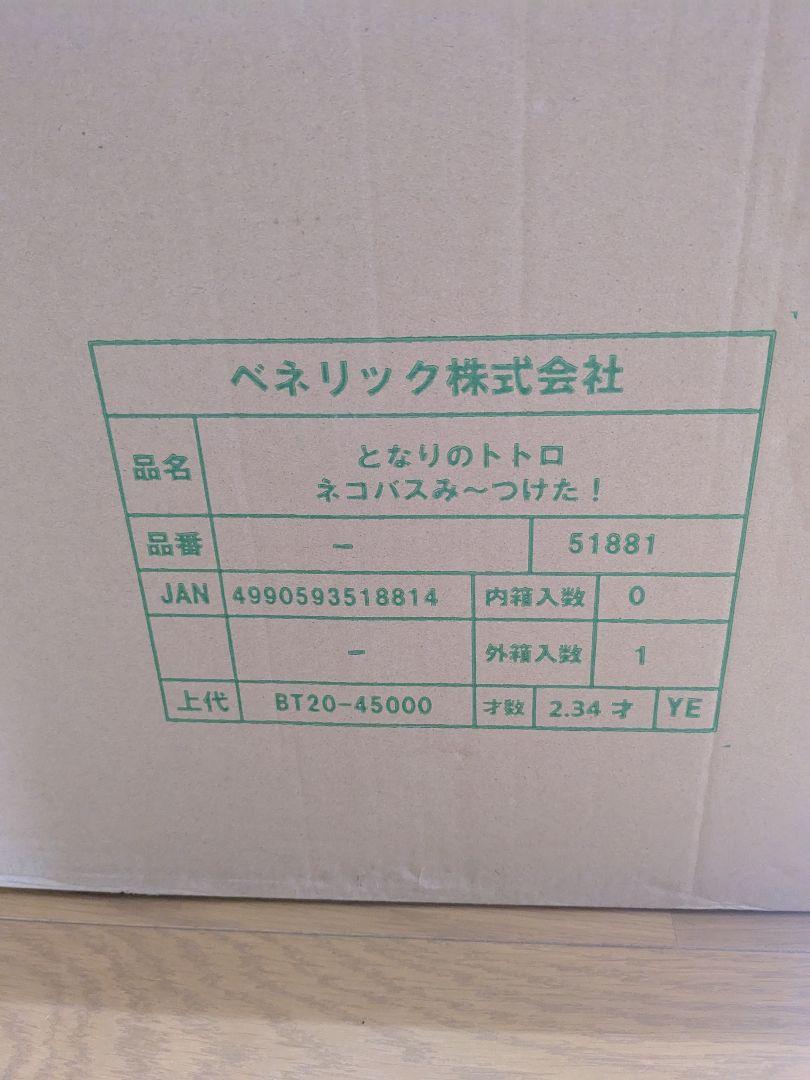 ベネリック株式会社
品名
となりのトトロ
ネコバスみ～つけた！
品番 － 51881
JAN 4990593518814 内箱入数 0
－ 外箱入数 1
上代 BT20-45000 才数 2.34 才 YE